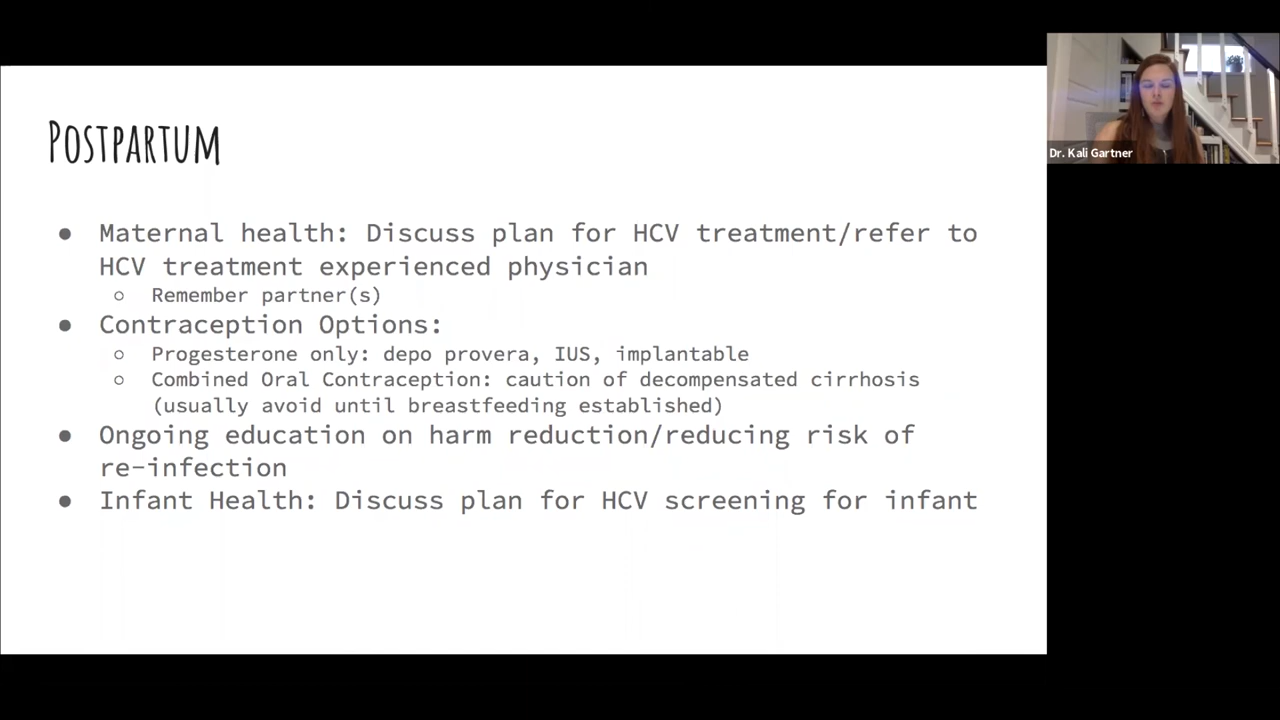 Postpartum
● Maternal health: Discuss plan for HCV treatment/refer to
HCV treatment experienced physician
○ Remember partner(s)
● Contraception Options:
○ Progesterone only: depo provera, IUS, implantable
○ Combined Oral Contraception: caution of decompensated cirrhosis
(usually avoid until breastfeeding established)
● Ongoing education on harm reduction/reducing risk of
re-infection
● Infant Health: Discuss plan for HCV screening for infant
Dr. Kali Gartner